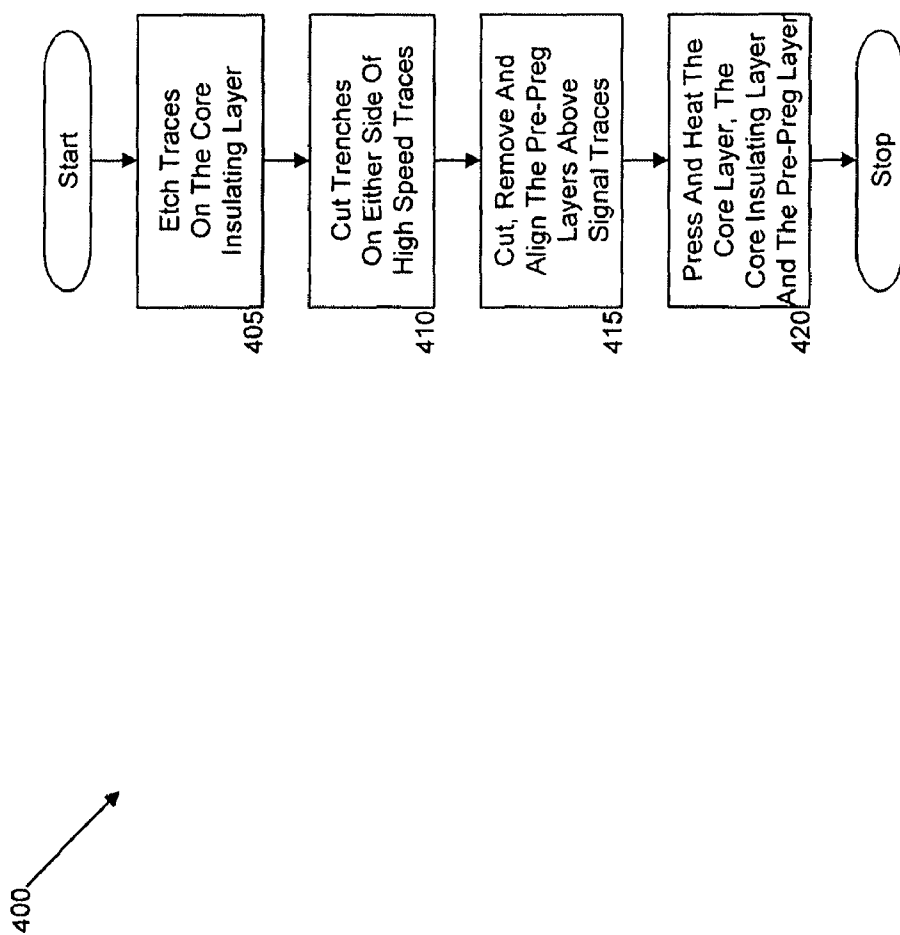 400
Start
Etch Traces
On The Core
Insulating Layer
405
Cut Trenches
On Either Side Of
High Speed Traces
410
Cut, Remove And
Align The Pre-Preg
Layers Above
Signal Traces
415
Press And Heat The
Core Layer, The
Core Insulating Layer
And The Pre-Preg Layer
420
Stop